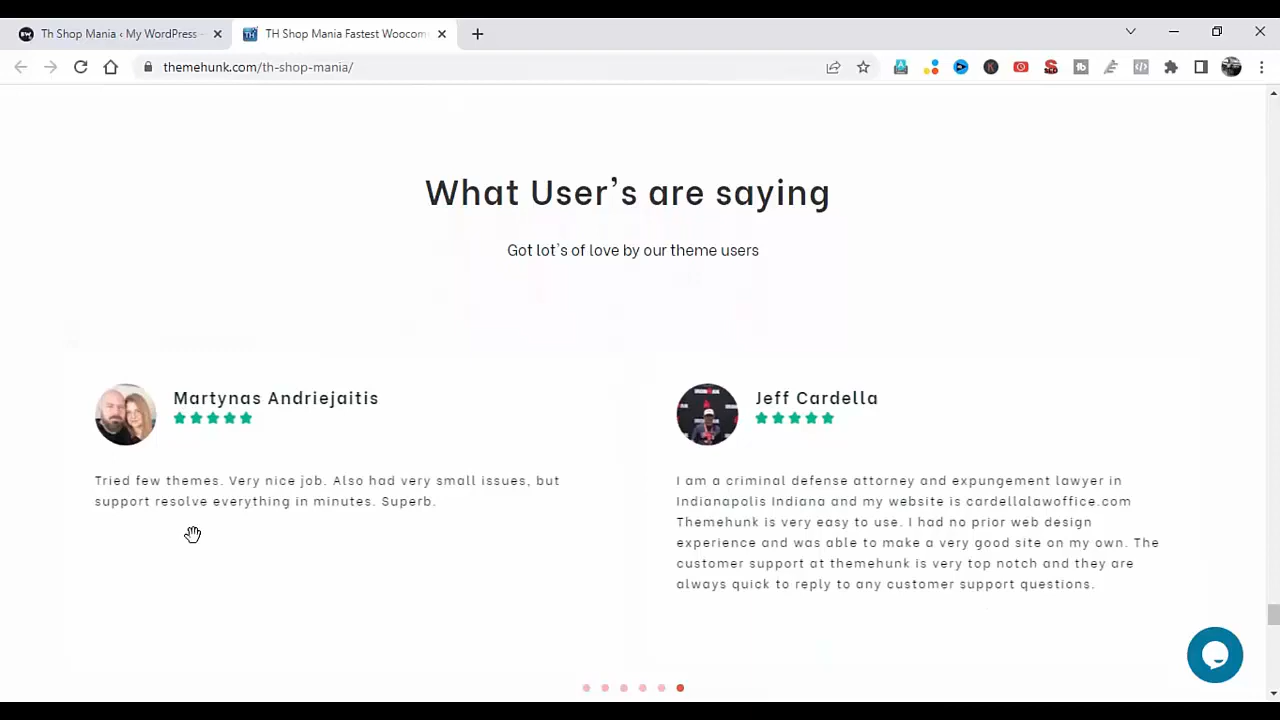 Th Shop Mania ‹ My WordPress -
TH Shop Mania Fastest Woocom
themehunk.com/th-shop-mania/
What User's are saying
Got lot's of love by our theme users
Martynas Andriejaitis
Tried few themes. Very nice job. Also had very small issues, but
support resolve everything in minutes. Superb.
Jeff Cardella
I am a criminal defense attorney and expungement lawyer in
Indianapolis Indiana and my website is cardellalawoffice.com
Themehunk is very easy to use. I had no prior web design
experience and was able to make a very good site on my own. The
customer support at themehunk is very top notch and they are
always quick to reply to any customer support questions.